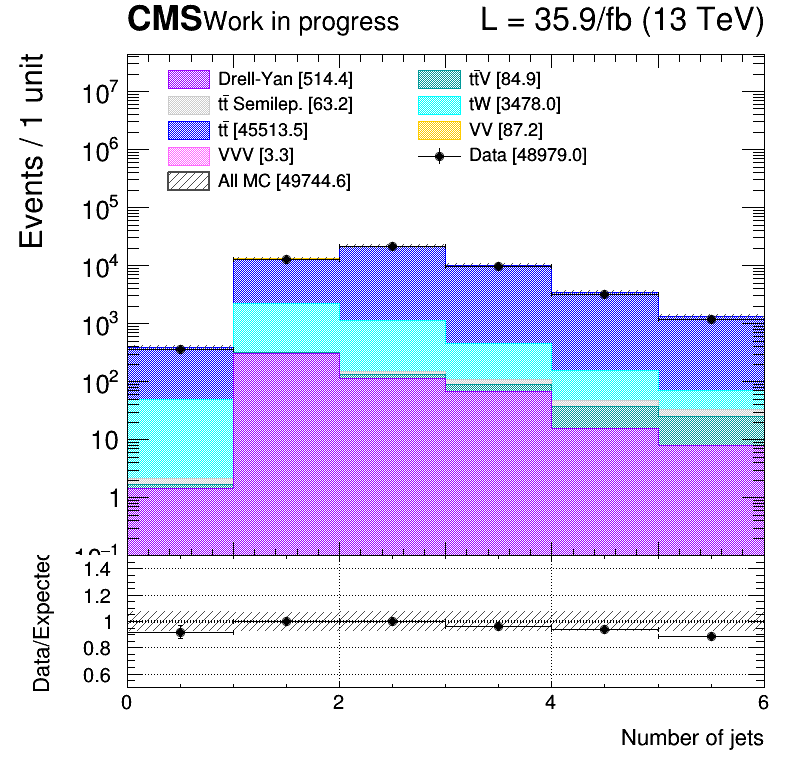 CMS Work in progress L = 35.9/fb (13 TeV)
Events / 1 unit
10⁷
10⁶
10⁵
10⁴
10³
10²
10
1
10⁻¹
Drell-Yan [514.4]
tt̄ Semilep. [63.2]
tt̄ [45513.5]
VVV [3.3]
All MC [49744.6]
tt̄V [84.9]
tW [3478.0]
VV [87.2]
Data [48979.0]
Data/Expected
1.4
1.2
1
0.8
0.6
0 2 4 6
Number of jets